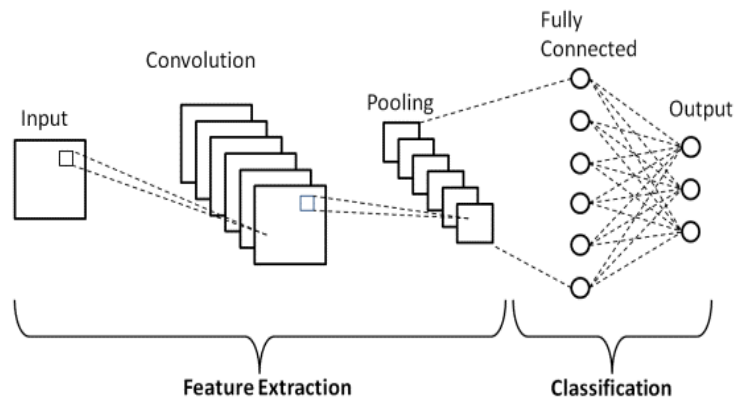 Input
Convolution
Pooling
Fully
Connected
Output
Feature Extraction
Classification